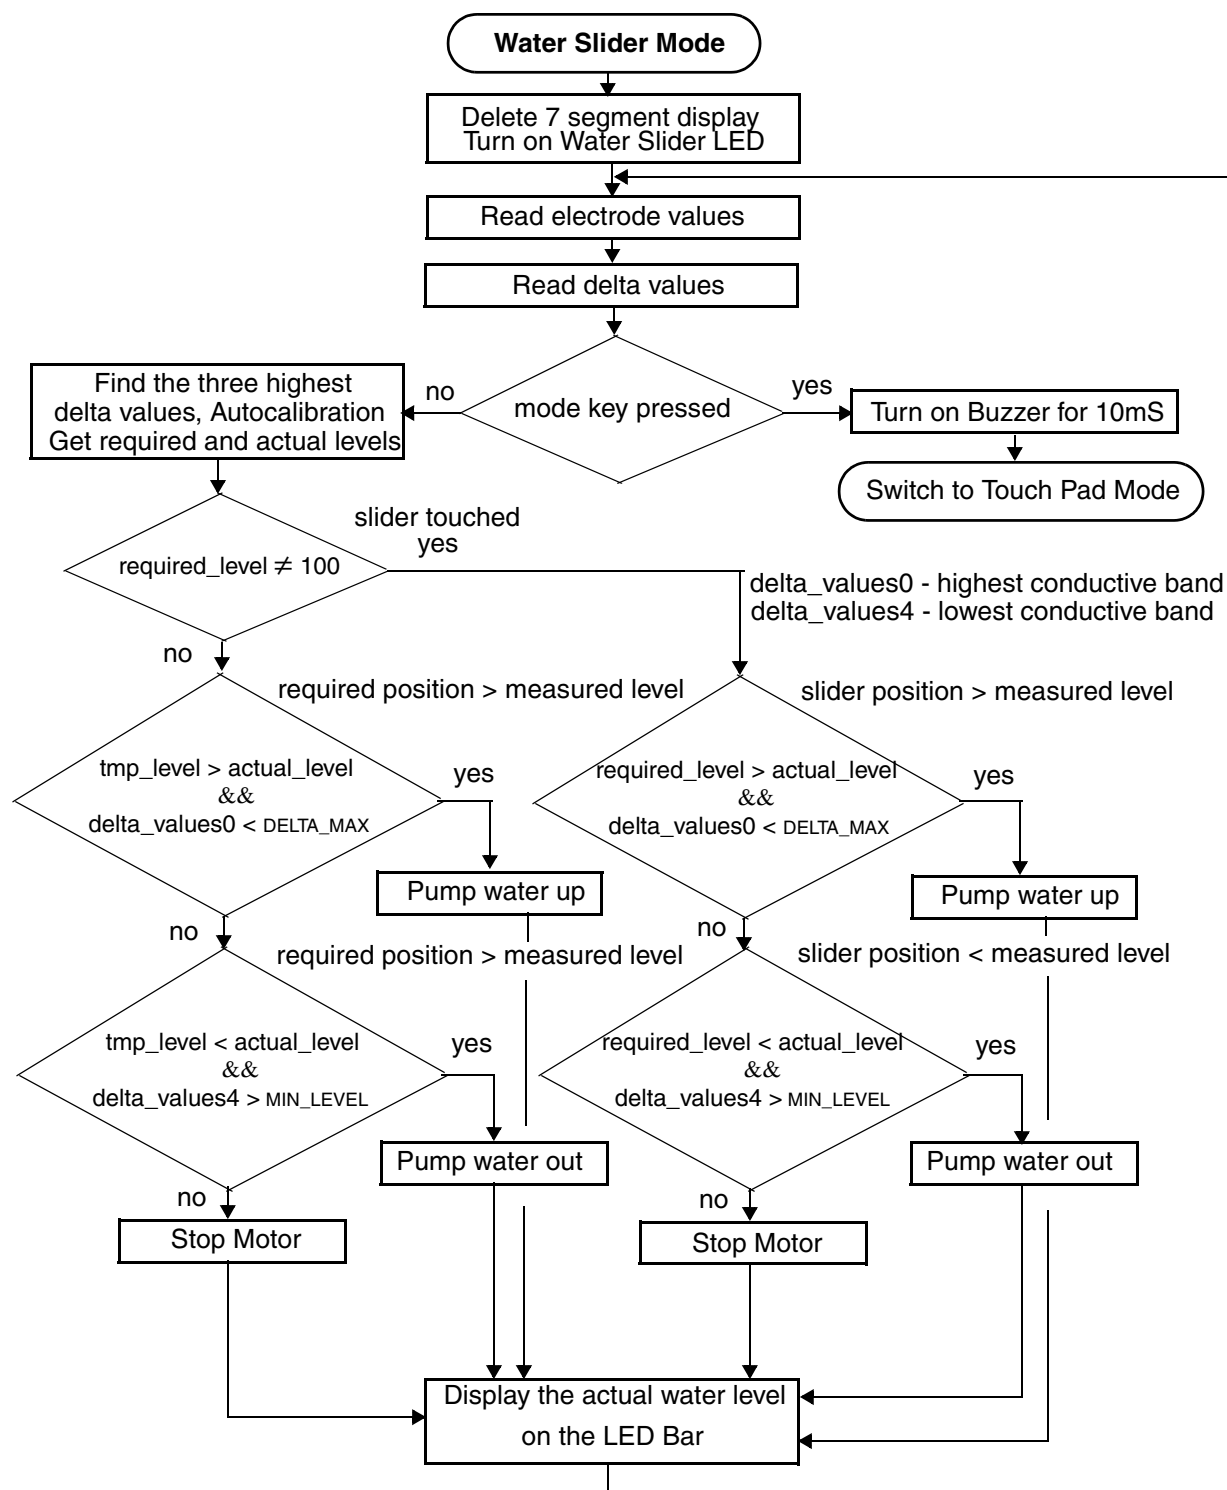 Water Slider Mode
Delete 7 segment display
Turn on Water Slider LED
Read electrode values
Read delta values
mode key pressed
no
yes
Find the three highest
delta values, Autocalibration
Get required and actual levels
Turn on Buzzer for 10mS
Switch to Touch Pad Mode
slider touched
yes
required_level ≠ 100
delta_values0 - highest conductive band
delta_values4 - lowest conductive band
no
required position > measured level
slider position > measured level
tmp_level > actual_level
&&
delta_values0 < DELTA_MAX
yes
required_level > actual_level
&&
delta_values0 < DELTA_MAX
yes
Pump water up
Pump water up
no
no
required position > measured level
slider position < measured level
tmp_level < actual_level
&&
delta_values4 > MIN_LEVEL
yes
required_level < actual_level
&&
delta_values4 > MIN_LEVEL
yes
Pump water out
Pump water out
no
no
Stop Motor
Stop Motor
Display the actual water level
on the LED Bar